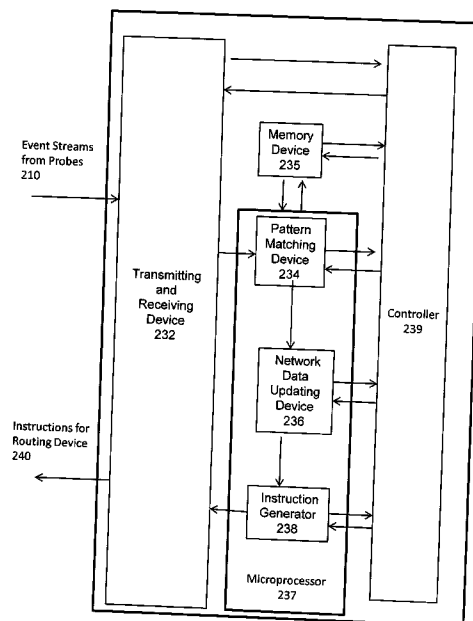 Event Streams
from Probes
210
Memory
Device
235
Pattern
Matching
Device
234
Transmitting
and
Receiving
Device
232
Controller
239
Network
Data
Updating
Device
236
Instructions for
Routing Device
240
Instruction
Generator
238
Microprocessor
237